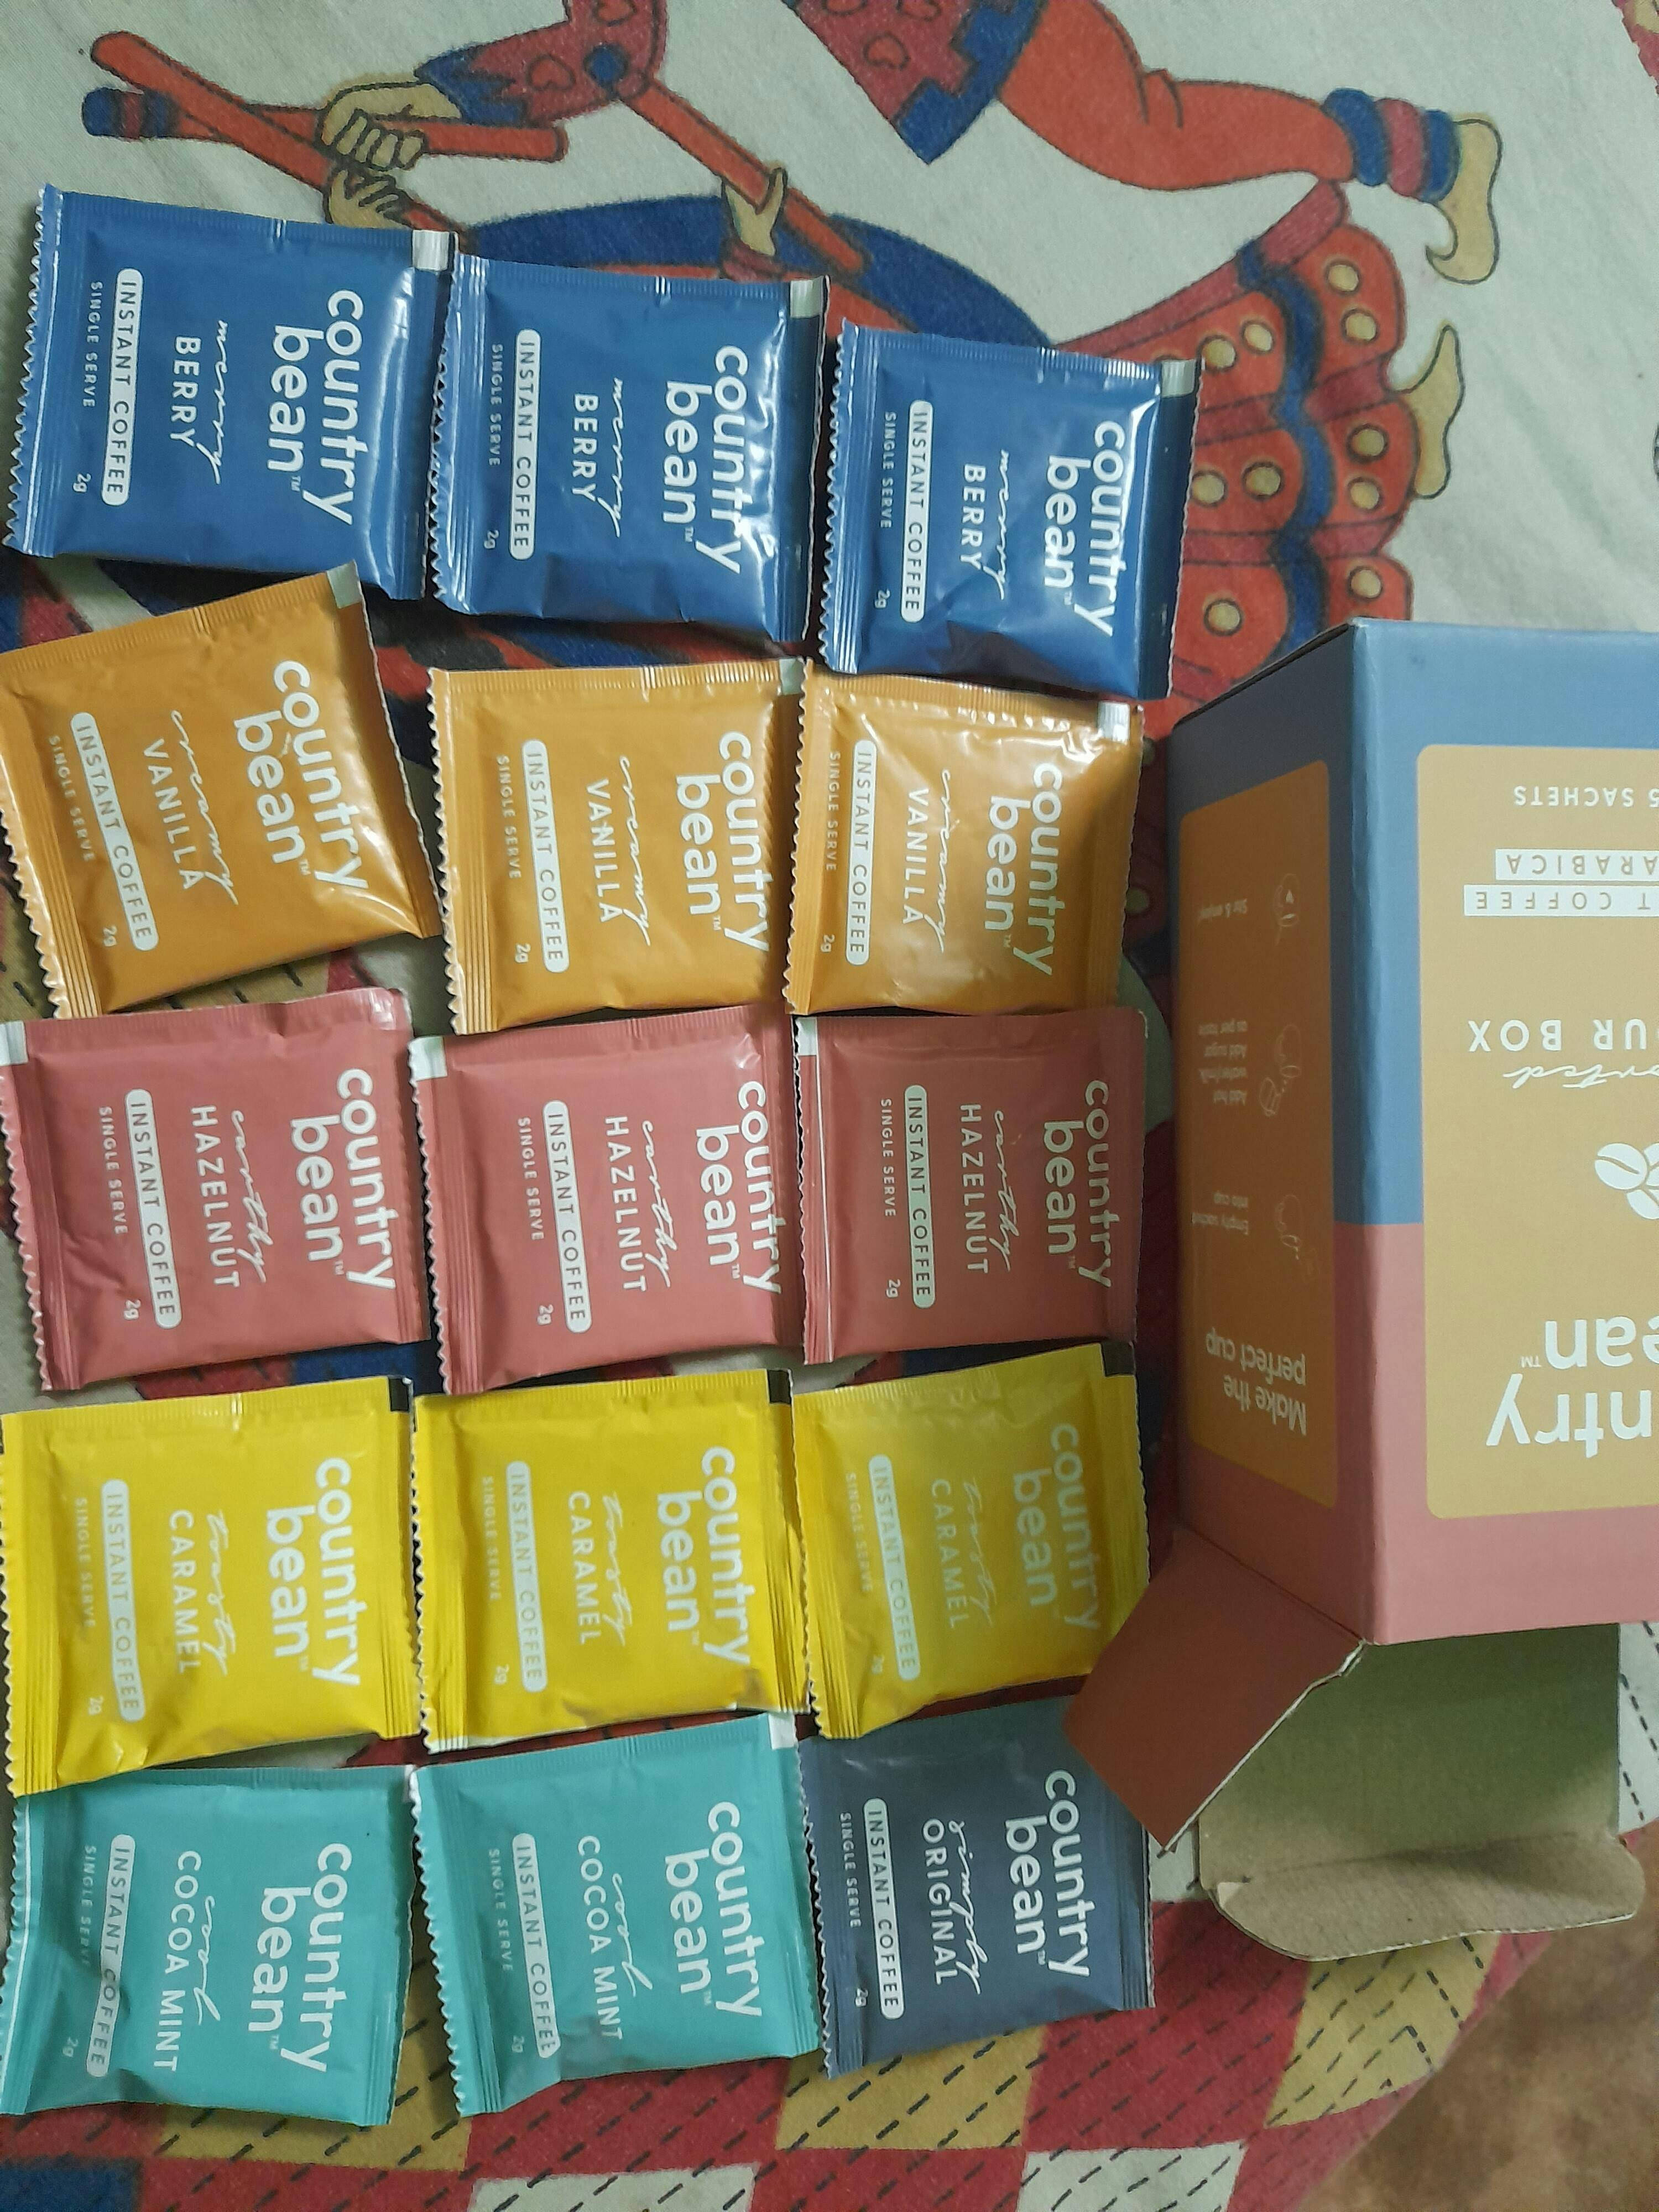 country
bean™
merry
BERRY
INSTANT COFFEE
SINGLE SERVE
2g
country
bean™
merry
BERRY
INSTANT COFFEE
SINGLE SERVE
2g
country
bean™
merry
BERRY
INSTANT COFFEE
SINGLE SERVE
2g
country
bean™
creamy
VANILLA
INSTANT COFFEE
SINGLE SERVE
2g
country
bean™
creamy
VANILLA
INSTANT COFFEE
SINGLE SERVE
2g
country
bean™
creamy
VANILLA
INSTANT COFFEE
SINGLE SERVE
2g
country
bean™
earthy
HAZELNUT
INSTANT COFFEE
SINGLE SERVE
2g
country
bean™
earthy
HAZELNUT
INSTANT COFFEE
SINGLE SERVE
2g
country
bean™
earthy
HAZELNUT
INSTANT COFFEE
SINGLE SERVE
2g
country
bean™
toasty
CARAMEL
INSTANT COFFEE
SINGLE SERVE
2g
country
bean™
toasty
CARAMEL
INSTANT COFFEE
SINGLE SERVE
2g
country
bean
toasty
CARAMEL
INSTANT COFFEE
SINGLE SERVE
2g
country
bean™
cool
COCOA MINT
INSTANT COFFEE
SINGLE SERVE
2g
country
bean™
cool
COCOA MINT
INSTANT COFFEE
SINGLE SERVE
2g
country
bean™
simply
ORIGINAL
INSTANT COFFEE
SINGLE SERVE
2g
Make the
perfect cup
Empty sachet
into cup
Add hot
water/milk
Add sugar
as per taste
Stir & enjoy!
ntry
ean™
orted
OUR BOX
T COFFEE
ARABICA
5 SACHETS